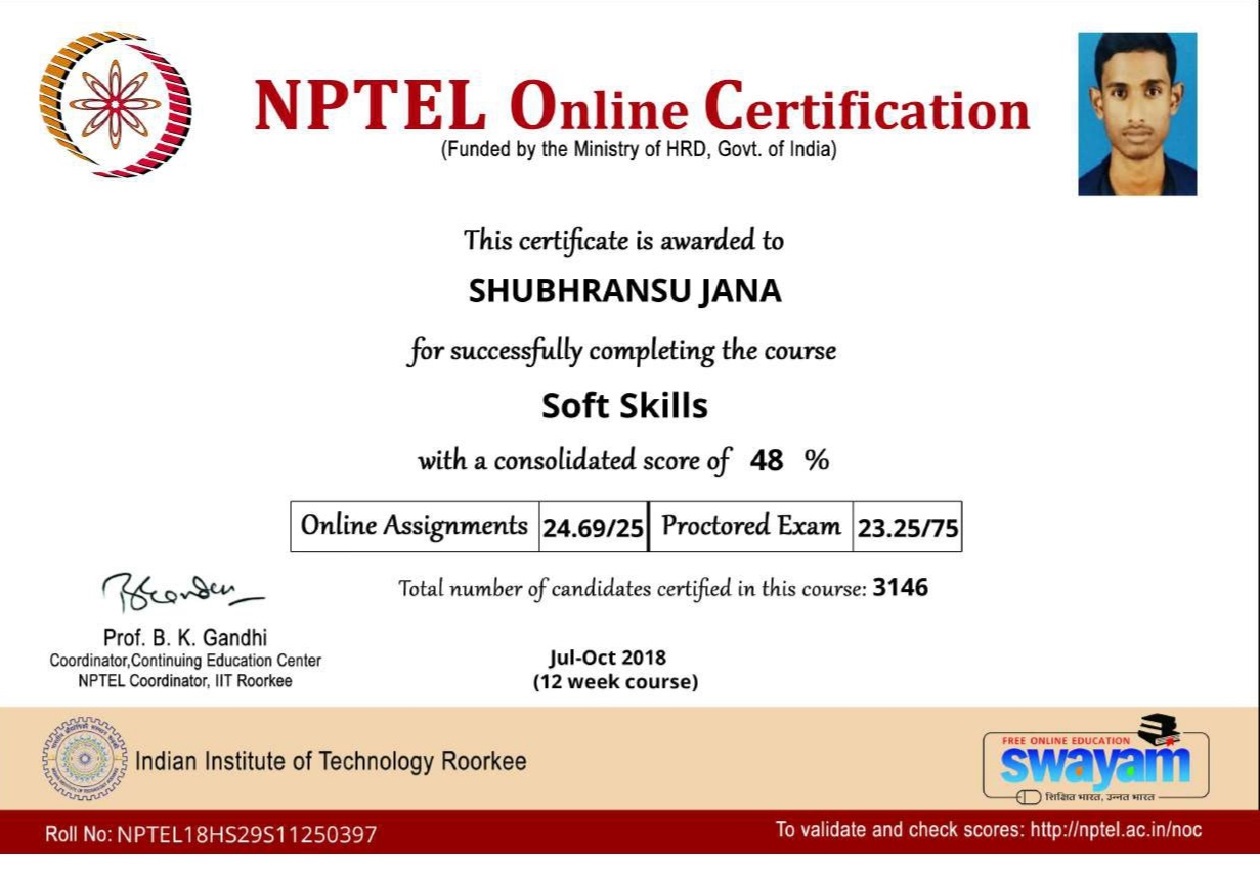 NPTEL Online Certification
(Funded by the Ministry of HRD, Govt. of India)
This certificate is awarded to
SHUBHRANSU JANA
for successfully completing the course
Soft Skills
with a consolidated score of 48 %
Online Assignments 24.69/25 Proctored Exam 23.25/75
Total number of candidates certified in this course: 3146
Prof. B. K. Gandhi
Coordinator,Continuing Education Center
NPTEL Coordinator, IIT Roorkee
Jul-Oct 2018
(12 week course)
Indian Institute of Technology Roorkee
FREE ONLINE EDUCATION
swayam
शिक्षित भारत, उन्नत भारत
Roll No: NPTEL18HS29S11250397
To validate and check scores: http://nptel.ac.in/noc